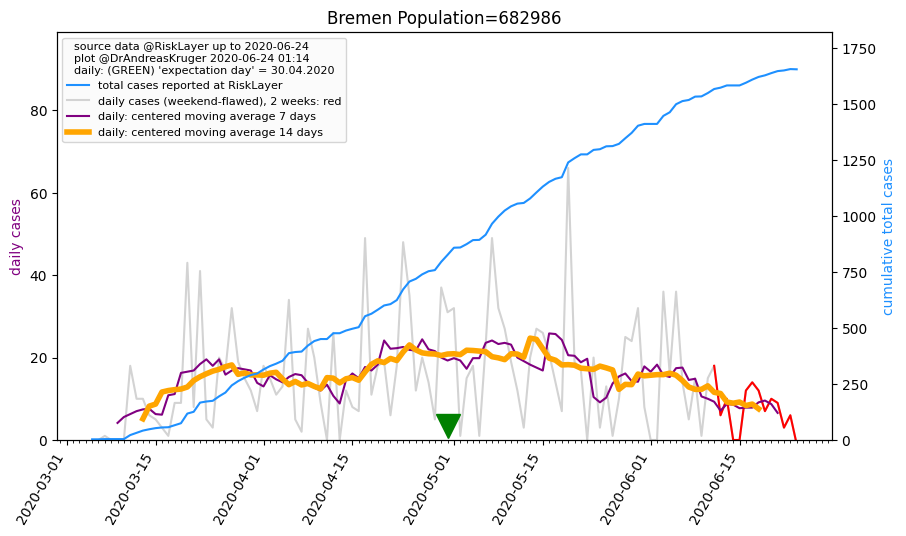 Bremen Population=682986
source data @RiskLayer up to 2020-06-24
plot @DrAndreasKruger 2020-06-24 01:14
daily: (GREEN) 'expectation day' = 30.04.2020
total cases reported at RiskLayer
daily cases (weekend-flawed), 2 weeks: red
daily: centered moving average 7 days
daily: centered moving average 14 days
daily cases
0
20
40
60
80
cumulative total cases
0
250
500
750
1000
1250
1500
1750
2020-03-01
2020-03-15
2020-04-01
2020-04-15
2020-05-01
2020-05-15
2020-06-01
2020-06-15